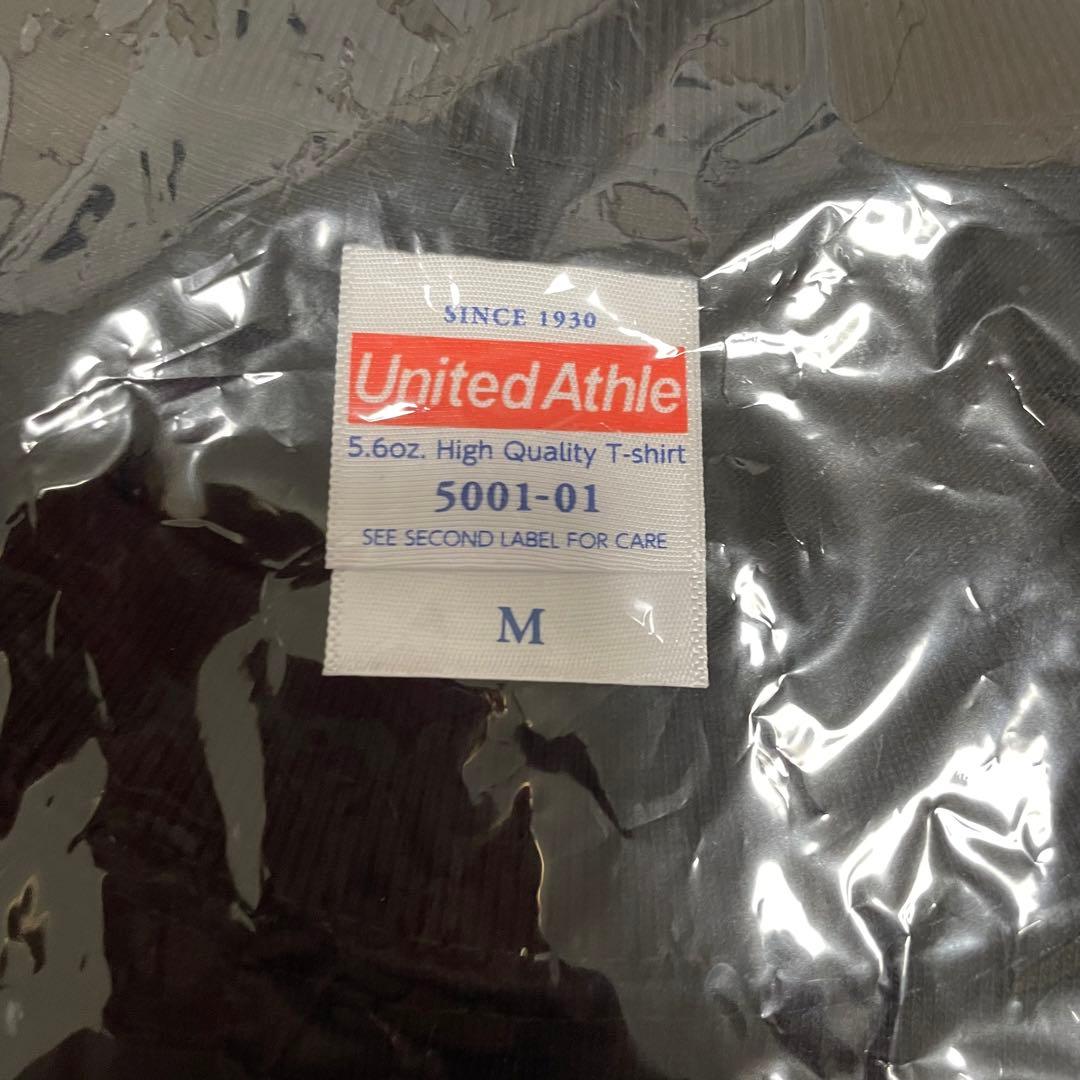 SINCE 1930
United Athle
5.6oz. High Quality T-shirt
5001-01
SEE SECOND LABEL FOR CARE
M